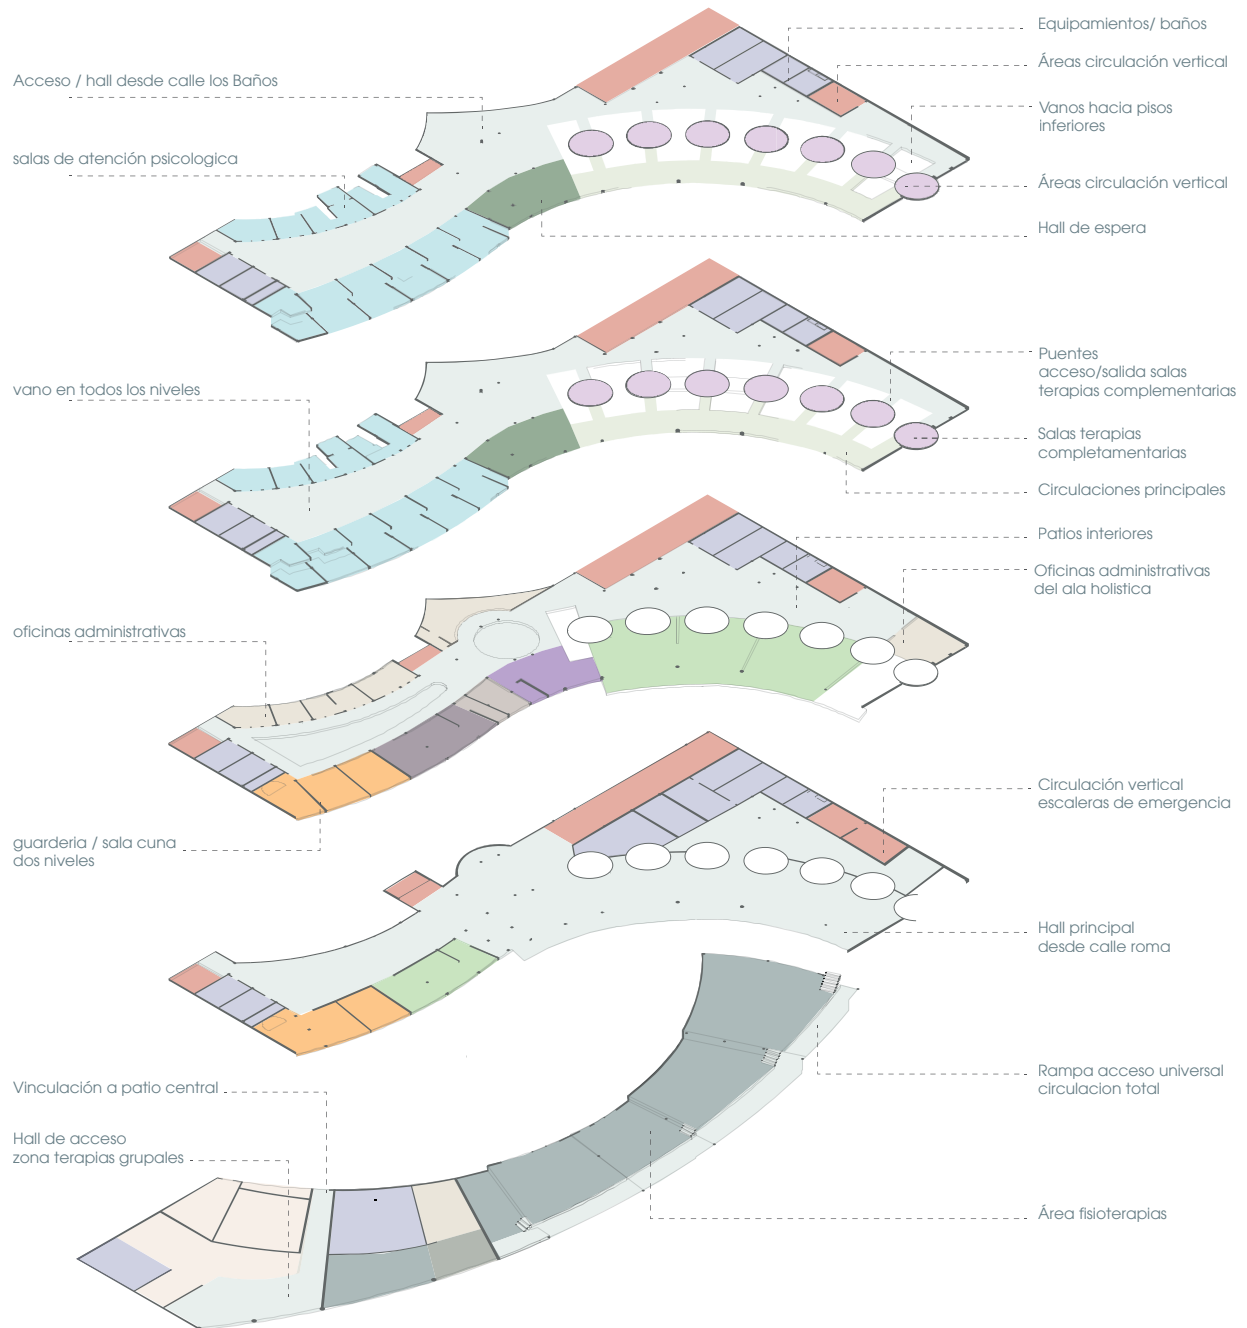 Equipamientos/ baños
Áreas circulación vertical
Acceso / hall desde calle los Baños
Vanos hacia pisos
inferiores
salas de atención psicologica
Áreas circulación vertical
Hall de espera
Puentes
acceso/salida salas
terapias complementarias
vano en todos los niveles
Salas terapias
completamentarias
Circulaciones principales
Patios interiores
Oficinas administrativas
del ala holistica
oficinas administrativas
Circulación vertical
escaleras de emergencia
guarderia / sala cuna
dos niveles
Hall principal
desde calle roma
Rampa acceso universal
circulacion total
Vinculación a patio central
Hall de acceso
zona terapias grupales
Área fisioterapias